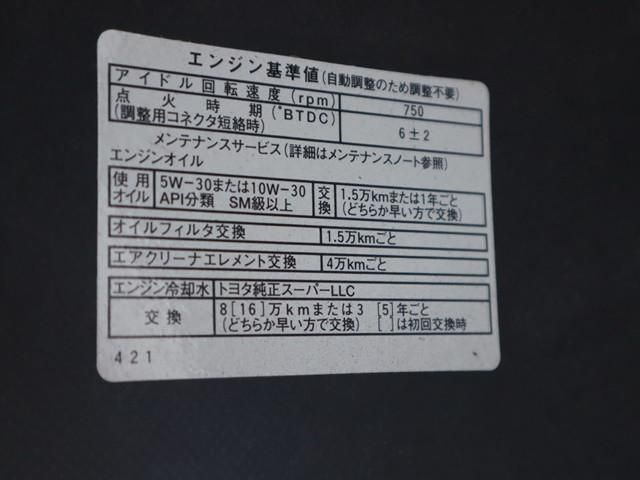 エンジン基準値(自動調整のため調整不要)
アイドル回転速度(rpm) 750
点火時期(°BTDC) 6±2
(調整用コネクタ短絡時)
メンテナンスサービス(詳細はメンテナンスノート参照)
エンジンオイル
使用 5W-30または10W-30 交 1.5万kmまたは1年ごと
オイル API分類 SM級以上 換 (どちらか早い方で交換)
オイルフィルタ交換 1.5万kmごと
エアクリーナエレメント交換 4万kmごと
エンジン冷却水 トヨタ純正スーパーLLC
交換 8[16]万kmまたは3 [5]年ごと
(どちらか早い方で交換) [ ]は初回交換時
421